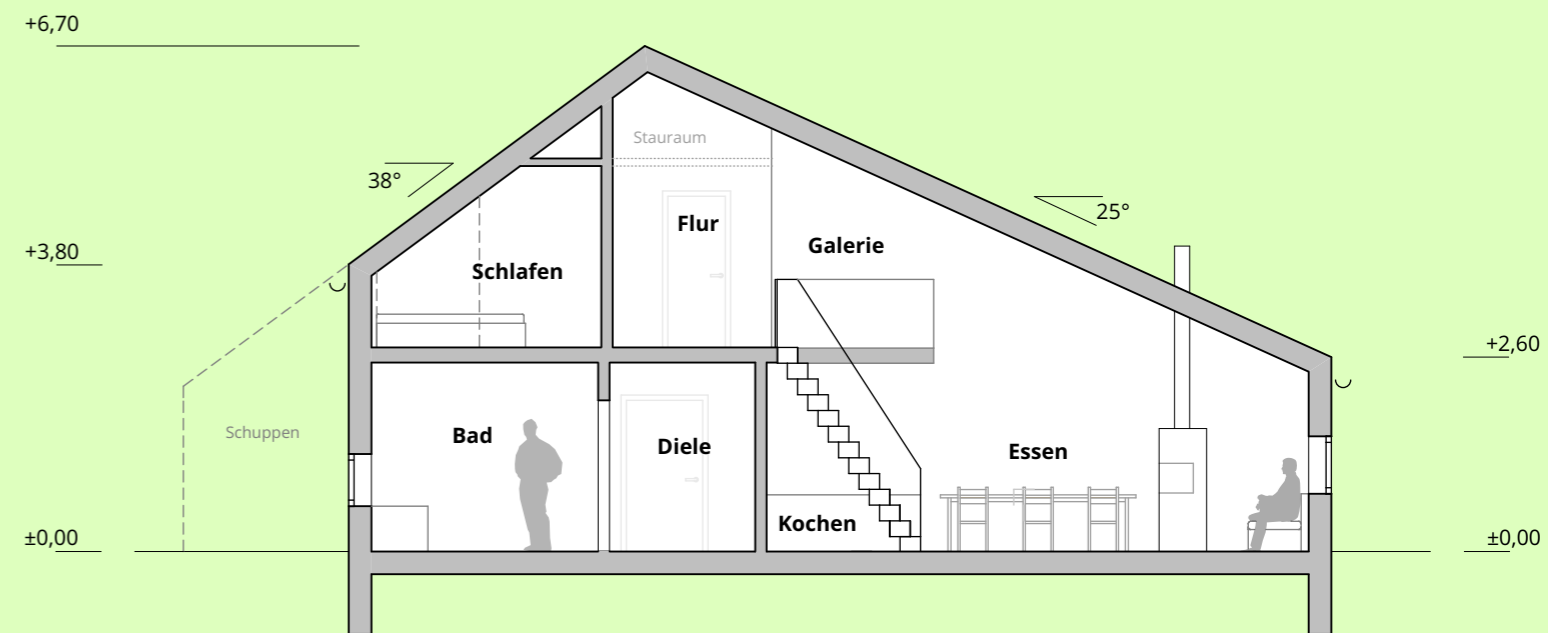 +6,70
Stauraum
38°
25°
Flur
Galerie
+3,80
Schlafen
+2,60
Schuppen
Bad
Diele
Essen
Kochen
±0,00
±0,00